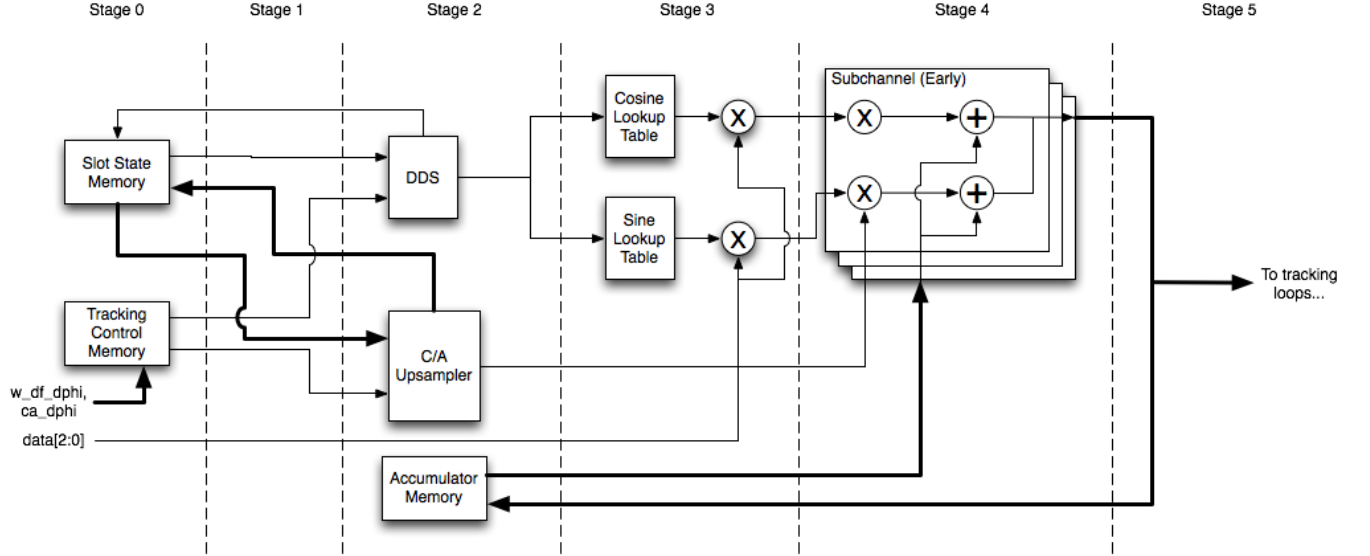 Stage 0
Stage 1
Stage 2
Stage 3
Stage 4
Stage 5
Slot State
Memory
Tracking
Control
Memory
w_df_dphi,
ca_dphi
data[2:0]
DDS
C/A
Upsampler
Accumulator
Memory
Cosine
Lookup
Table
X
Sine
Lookup
Table
X
Subchannel (Early)
X
+
X
+
To tracking
loops...